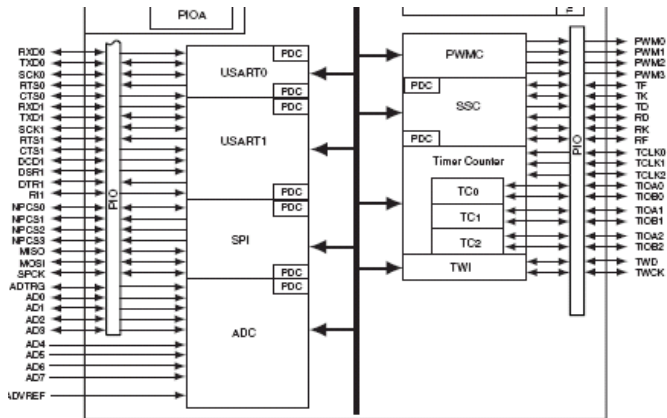 PIOA
RXD0
TXD0
SCK0
RTS0
CTS0
RXD1
TXD1
SCK1
RTS1
CTS1
DCD1
DSR1
DTR1
RI1
NPCS0
NPCS1
NPCS2
NPCS3
MISO
MOSI
SPCK
ADTRG
AD0
AD1
AD2
AD3
AD4
AD5
AD6
AD7
ADVREF
PIO
PDC
USART0
PDC
PDC
USART1
PDC
PDC
SPI
PDC
PDC
ADC
PWMC
PDC
SSC
PDC
Timer Counter
TC0
TC1
TC2
TWI
PIO
PWM0
PWM1
PWM2
PWM3
TF
TK
TD
RD
RK
RF
TCLK0
TCLK1
TCLK2
TIOA0
TIOB0
TIOA1
TIOB1
TIOA2
TIOB2
TWD
TWCK